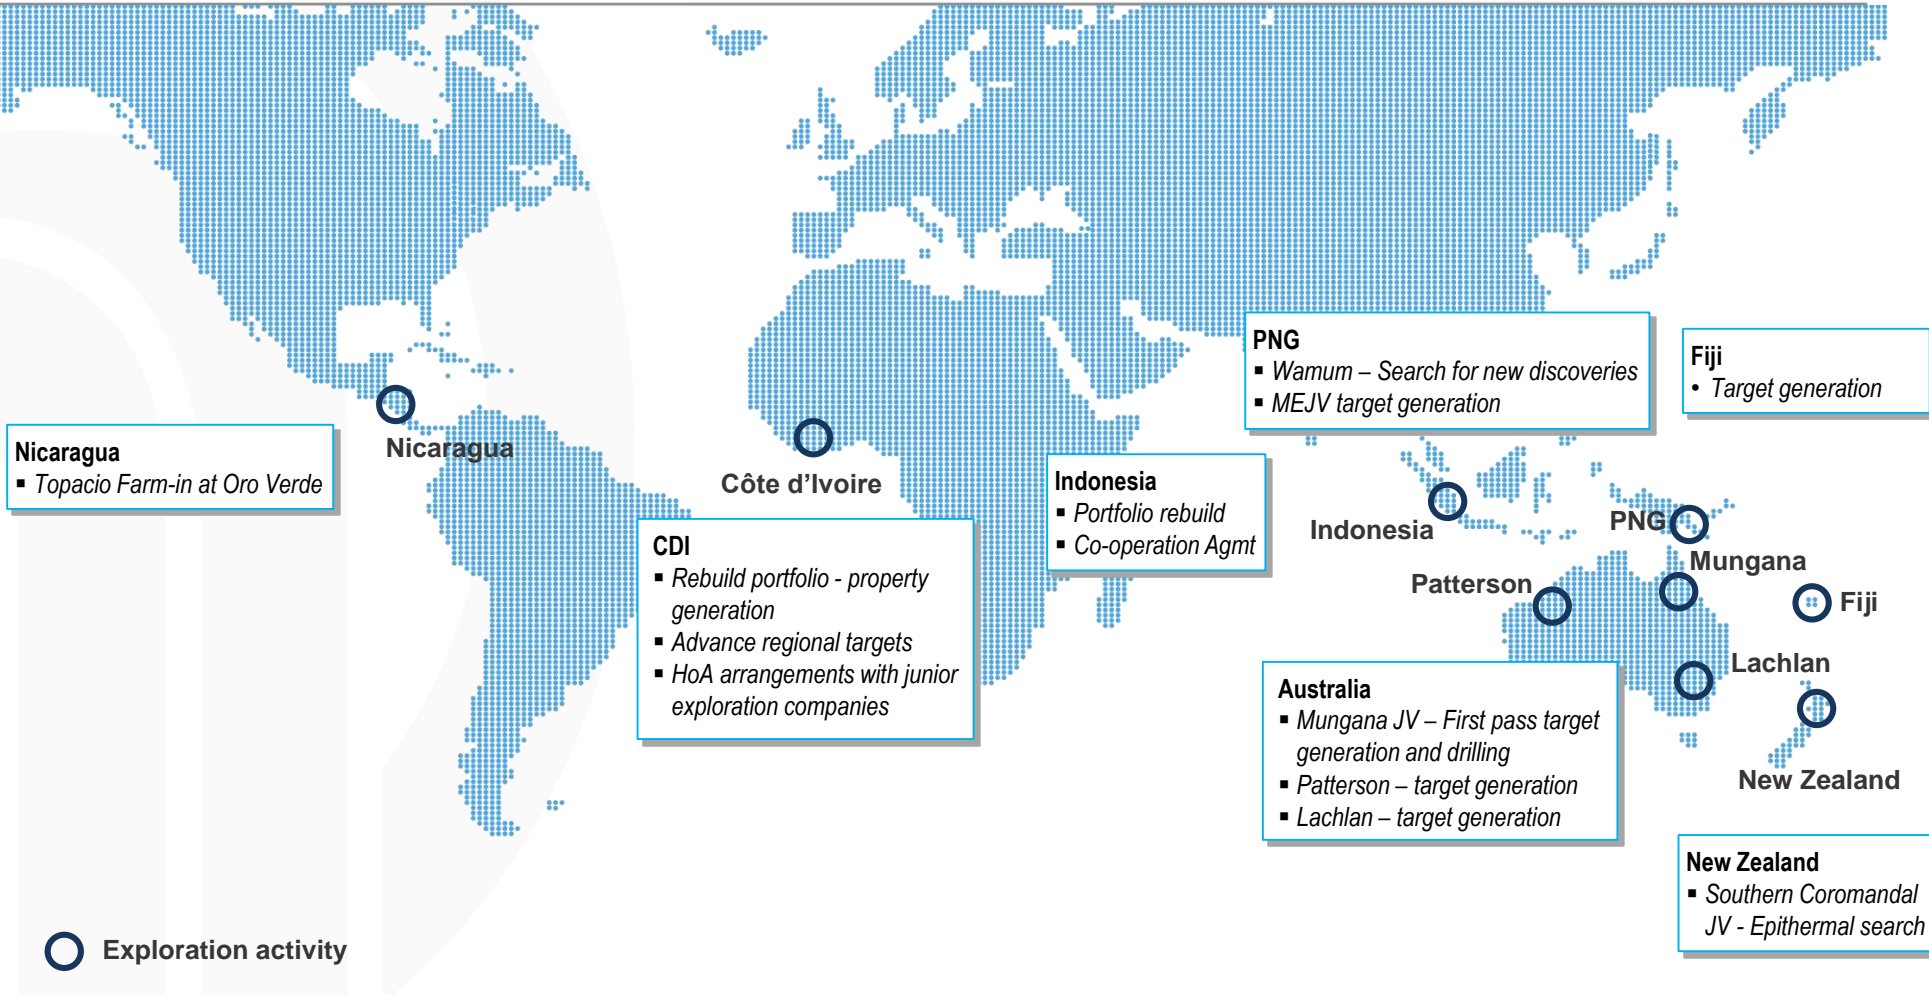 PNG
▪ Wamum – Search for new discoveries
▪ MEJV target generation
Fiji
• Target generation
Nicaragua
▪ Topacio Farm-in at Oro Verde
Nicaragua
Côte d’Ivoire
CDI
▪ Rebuild portfolio - property
generation
▪ Advance regional targets
▪ HoA arrangements with junior
exploration companies
Indonesia
▪ Portfolio rebuild
▪ Co-operation Agmt
Indonesia
PNG
Mungana
Patterson
Fiji
Lachlan
New Zealand
Australia
▪ Mungana JV – First pass target
generation and drilling
▪ Patterson – target generation
▪ Lachlan – target generation
New Zealand
▪ Southern Coromandal
JV - Epithermal search
Exploration activity